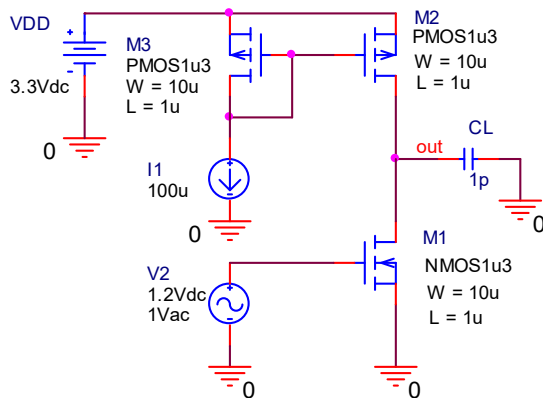 VDD
3.3Vdc
0
M3
PMOS1u3
W = 10u
L = 1u
M2
PMOS1u3
W = 10u
L = 1u
I1
100u
0
out
CL
1p
0
V2
1.2Vdc
1Vac
0
M1
NMOS1u3
W = 10u
L = 1u
0